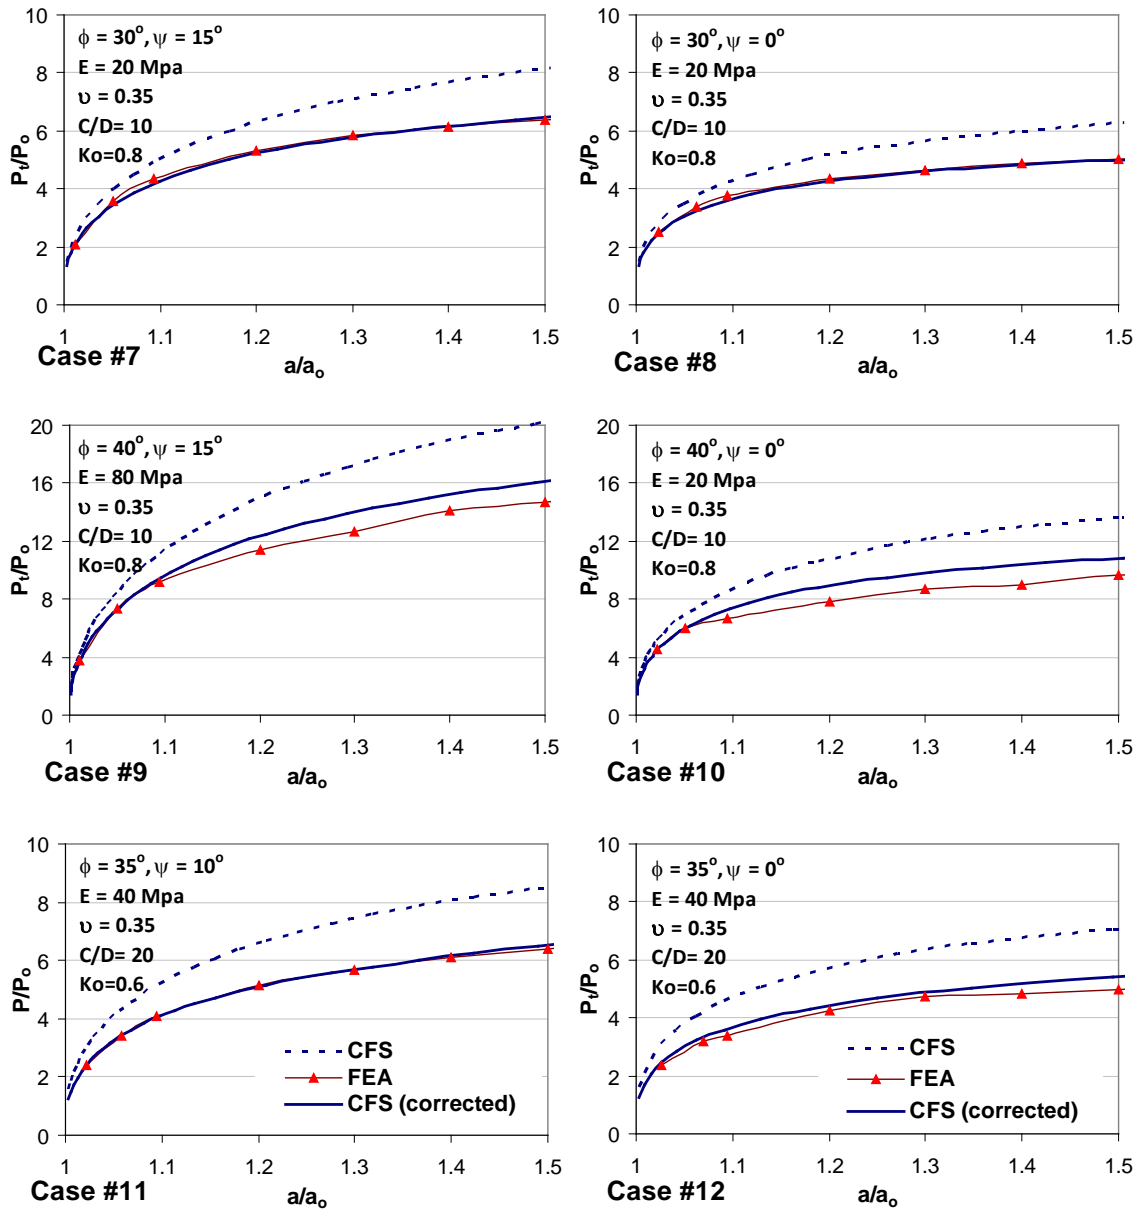 10
8
6
4
2
0
Pt/Po
ϕ = 30°, ψ = 15°
E = 20 Mpa
υ = 0.35
C/D= 10
Ko=0.8
1 1.1 1.2 1.3 1.4 1.5
Case #7
a/ao
10
8
6
4
2
0
Pt/Po
ϕ = 30°, ψ = 0°
E = 20 Mpa
υ = 0.35
C/D= 10
Ko=0.8
1 1.1 1.2 1.3 1.4 1.5
Case #8
a/ao
20
16
12
8
4
0
Pt/Po
ϕ = 40°, ψ = 15°
E = 80 Mpa
υ = 0.35
C/D= 10
Ko=0.8
1 1.1 1.2 1.3 1.4 1.5
Case #9
a/ao
20
16
12
8
4
0
Pt/Po
ϕ = 40°, ψ = 0°
E = 20 Mpa
υ = 0.35
C/D= 10
Ko=0.8
1 1.1 1.2 1.3 1.4 1.5
Case #10
a/ao
10
8
6
4
2
0
P/Po
ϕ = 35°, ψ = 10°
E = 40 Mpa
υ = 0.35
C/D= 20
Ko=0.6
CFS
FEA
CFS (corrected)
1 1.1 1.2 1.3 1.4 1.5
Case #11
a/ao
10
8
6
4
2
0
Pt/Po
ϕ = 35°, ψ = 0°
E = 40 Mpa
υ = 0.35
C/D= 20
Ko=0.6
CFS
FEA
CFS (corrected)
1 1.1 1.2 1.3 1.4 1.5
Case #12
a/ao